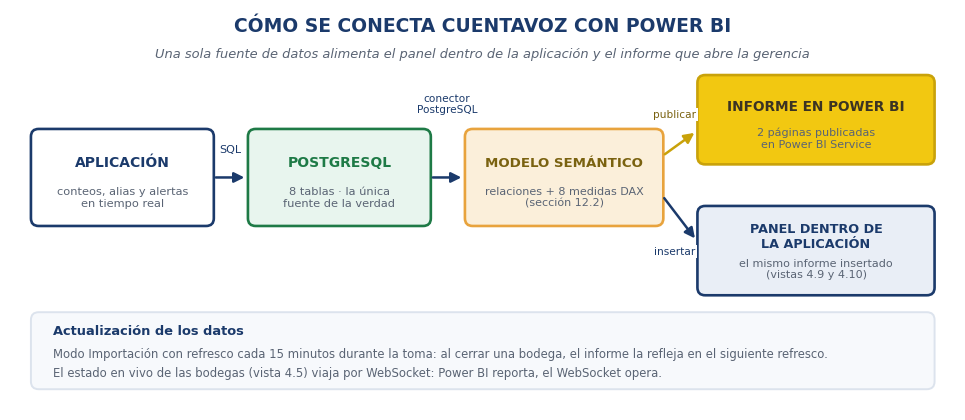 CÓMO SE CONECTA CUENTAVOZ CON POWER BI
Una sola fuente de datos alimenta el panel dentro de la aplicación y el informe que abre la gerencia
APLICACIÓN
conteos, alias y alertas
en tiempo real
SQL
POSTGRESQL
8 tablas · la única
fuente de la verdad
conector
PostgreSQL
MODELO SEMÁNTICO
relaciones + 8 medidas DAX
(sección 12.2)
publicar
INFORME EN POWER BI
2 páginas publicadas
en Power BI Service
insertar
PANEL DENTRO DE
LA APLICACIÓN
el mismo informe insertado
(vistas 4.9 y 4.10)
Actualización de los datos
Modo Importación con refresco cada 15 minutos durante la toma: al cerrar una bodega, el informe la refleja en el siguiente refresco.
El estado en vivo de las bodegas (vista 4.5) viaja por WebSocket: Power BI reporta, el WebSocket opera.